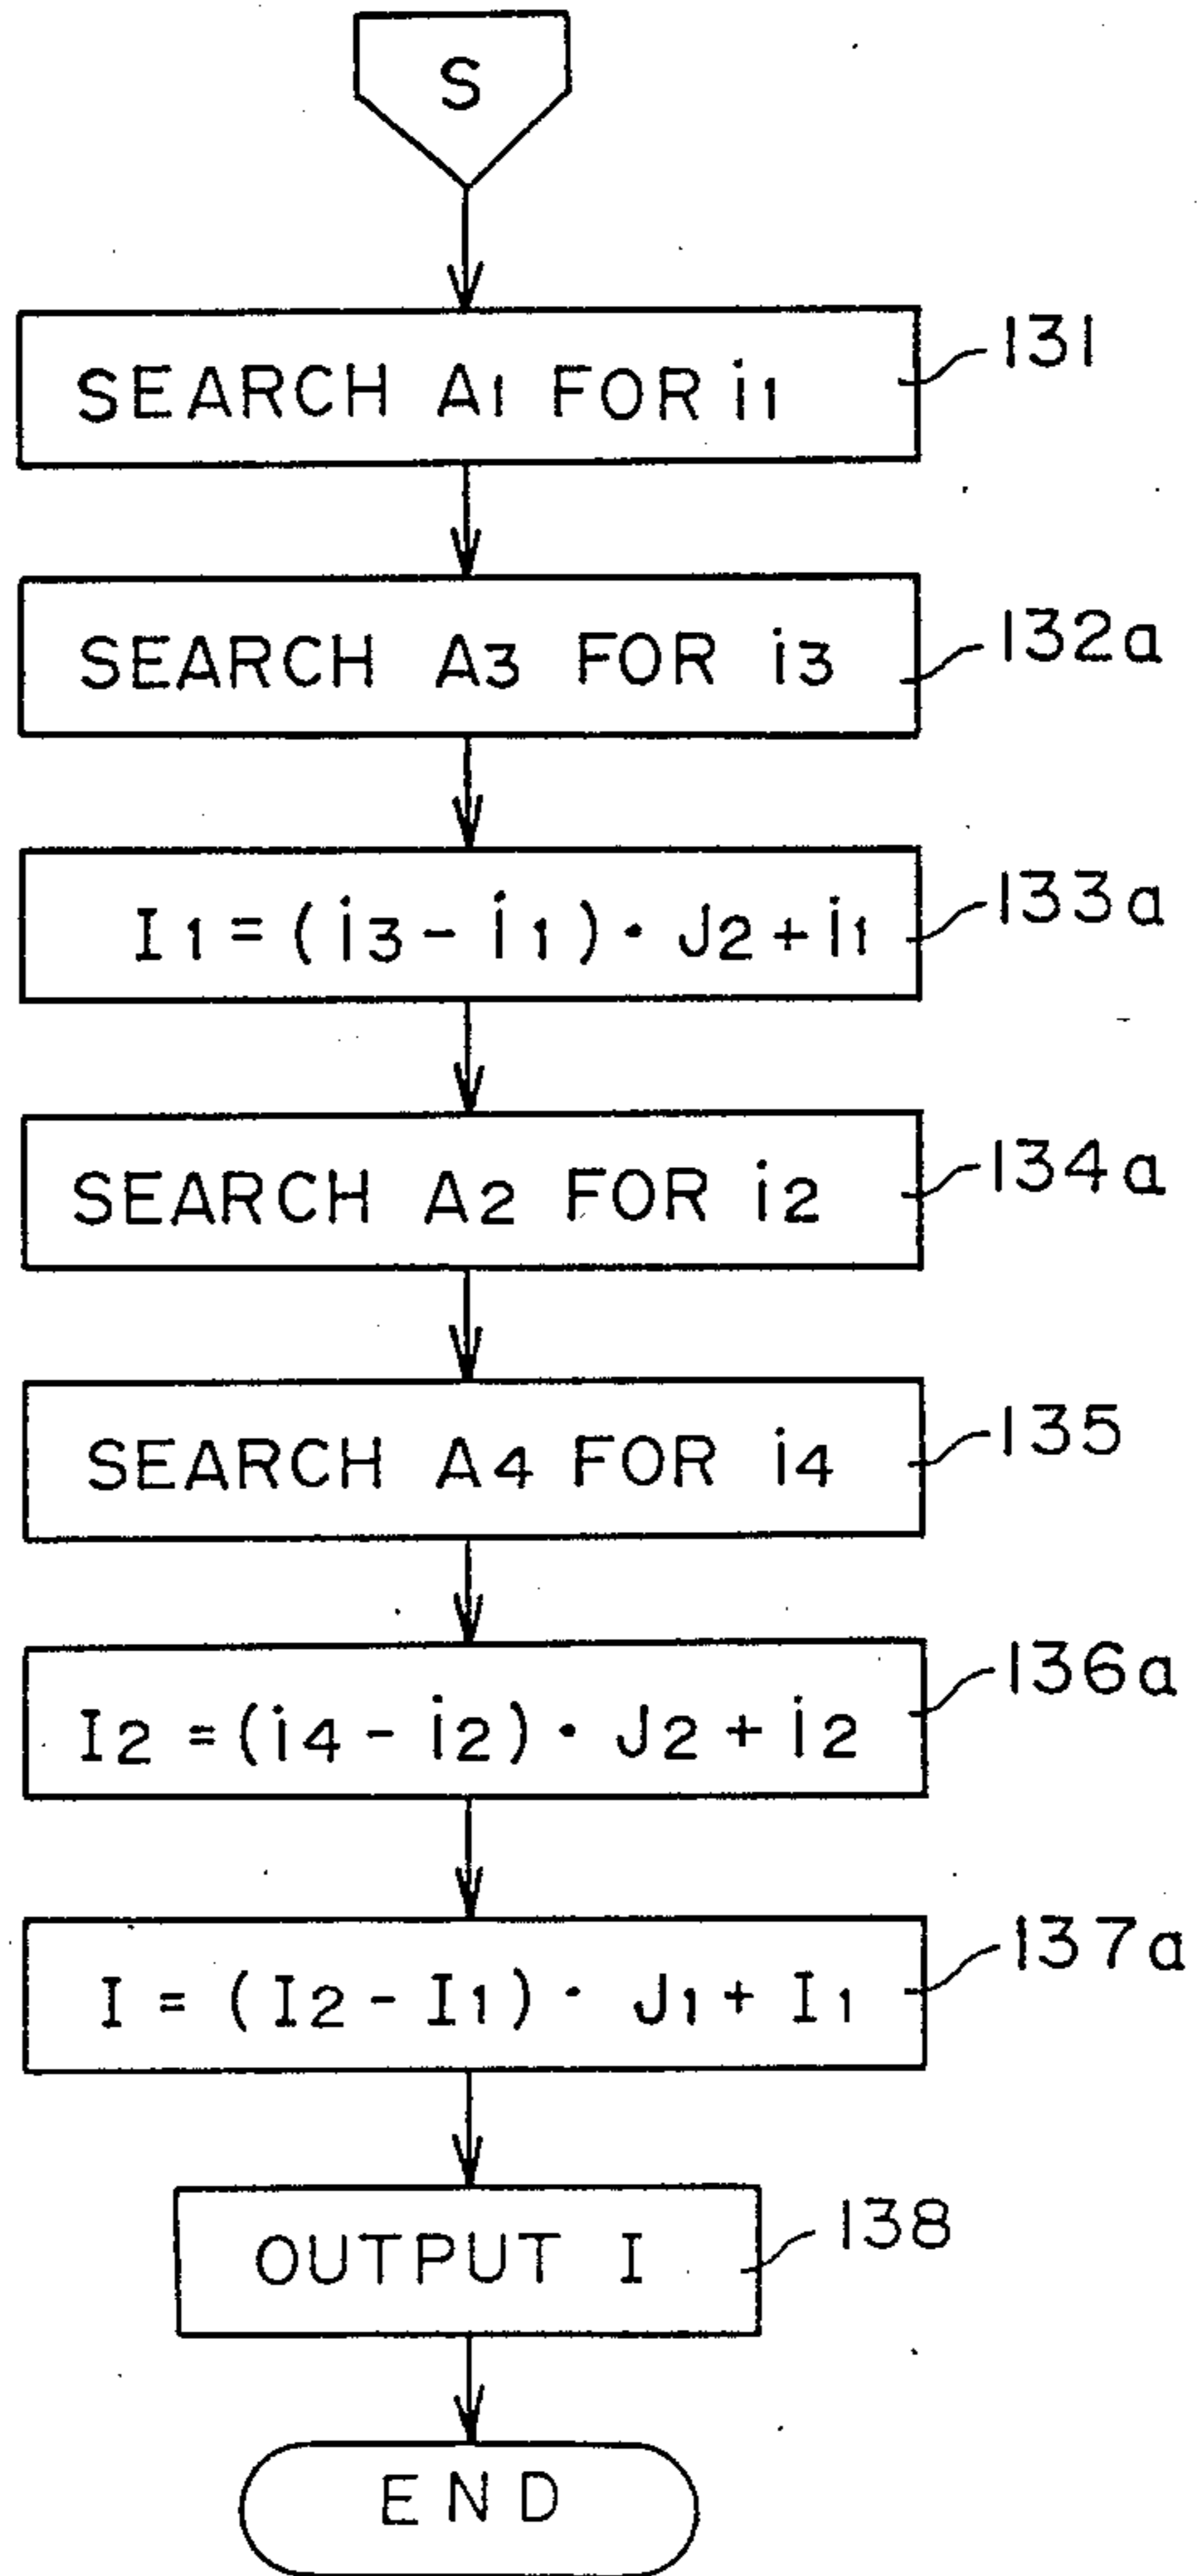 S
SEARCH A1 FOR i1
131
SEARCH A3 FOR i3
132a
I1 = (i3 - i1) · J2 + i1
133a
SEARCH A2 FOR i2
134a
SEARCH A4 FOR i4
135
I2 = (i4 - i2) · J2 + i2
136a
I = (I2 - I1) · J1 + I1
137a
OUTPUT I
138
END